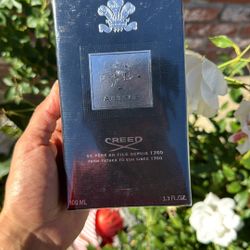 CREED
DE PÈRE EN FILS DEPUIS 1760
FROM FATHER TO SON SINCE 1760
100 ML 3.3 FL.OZ